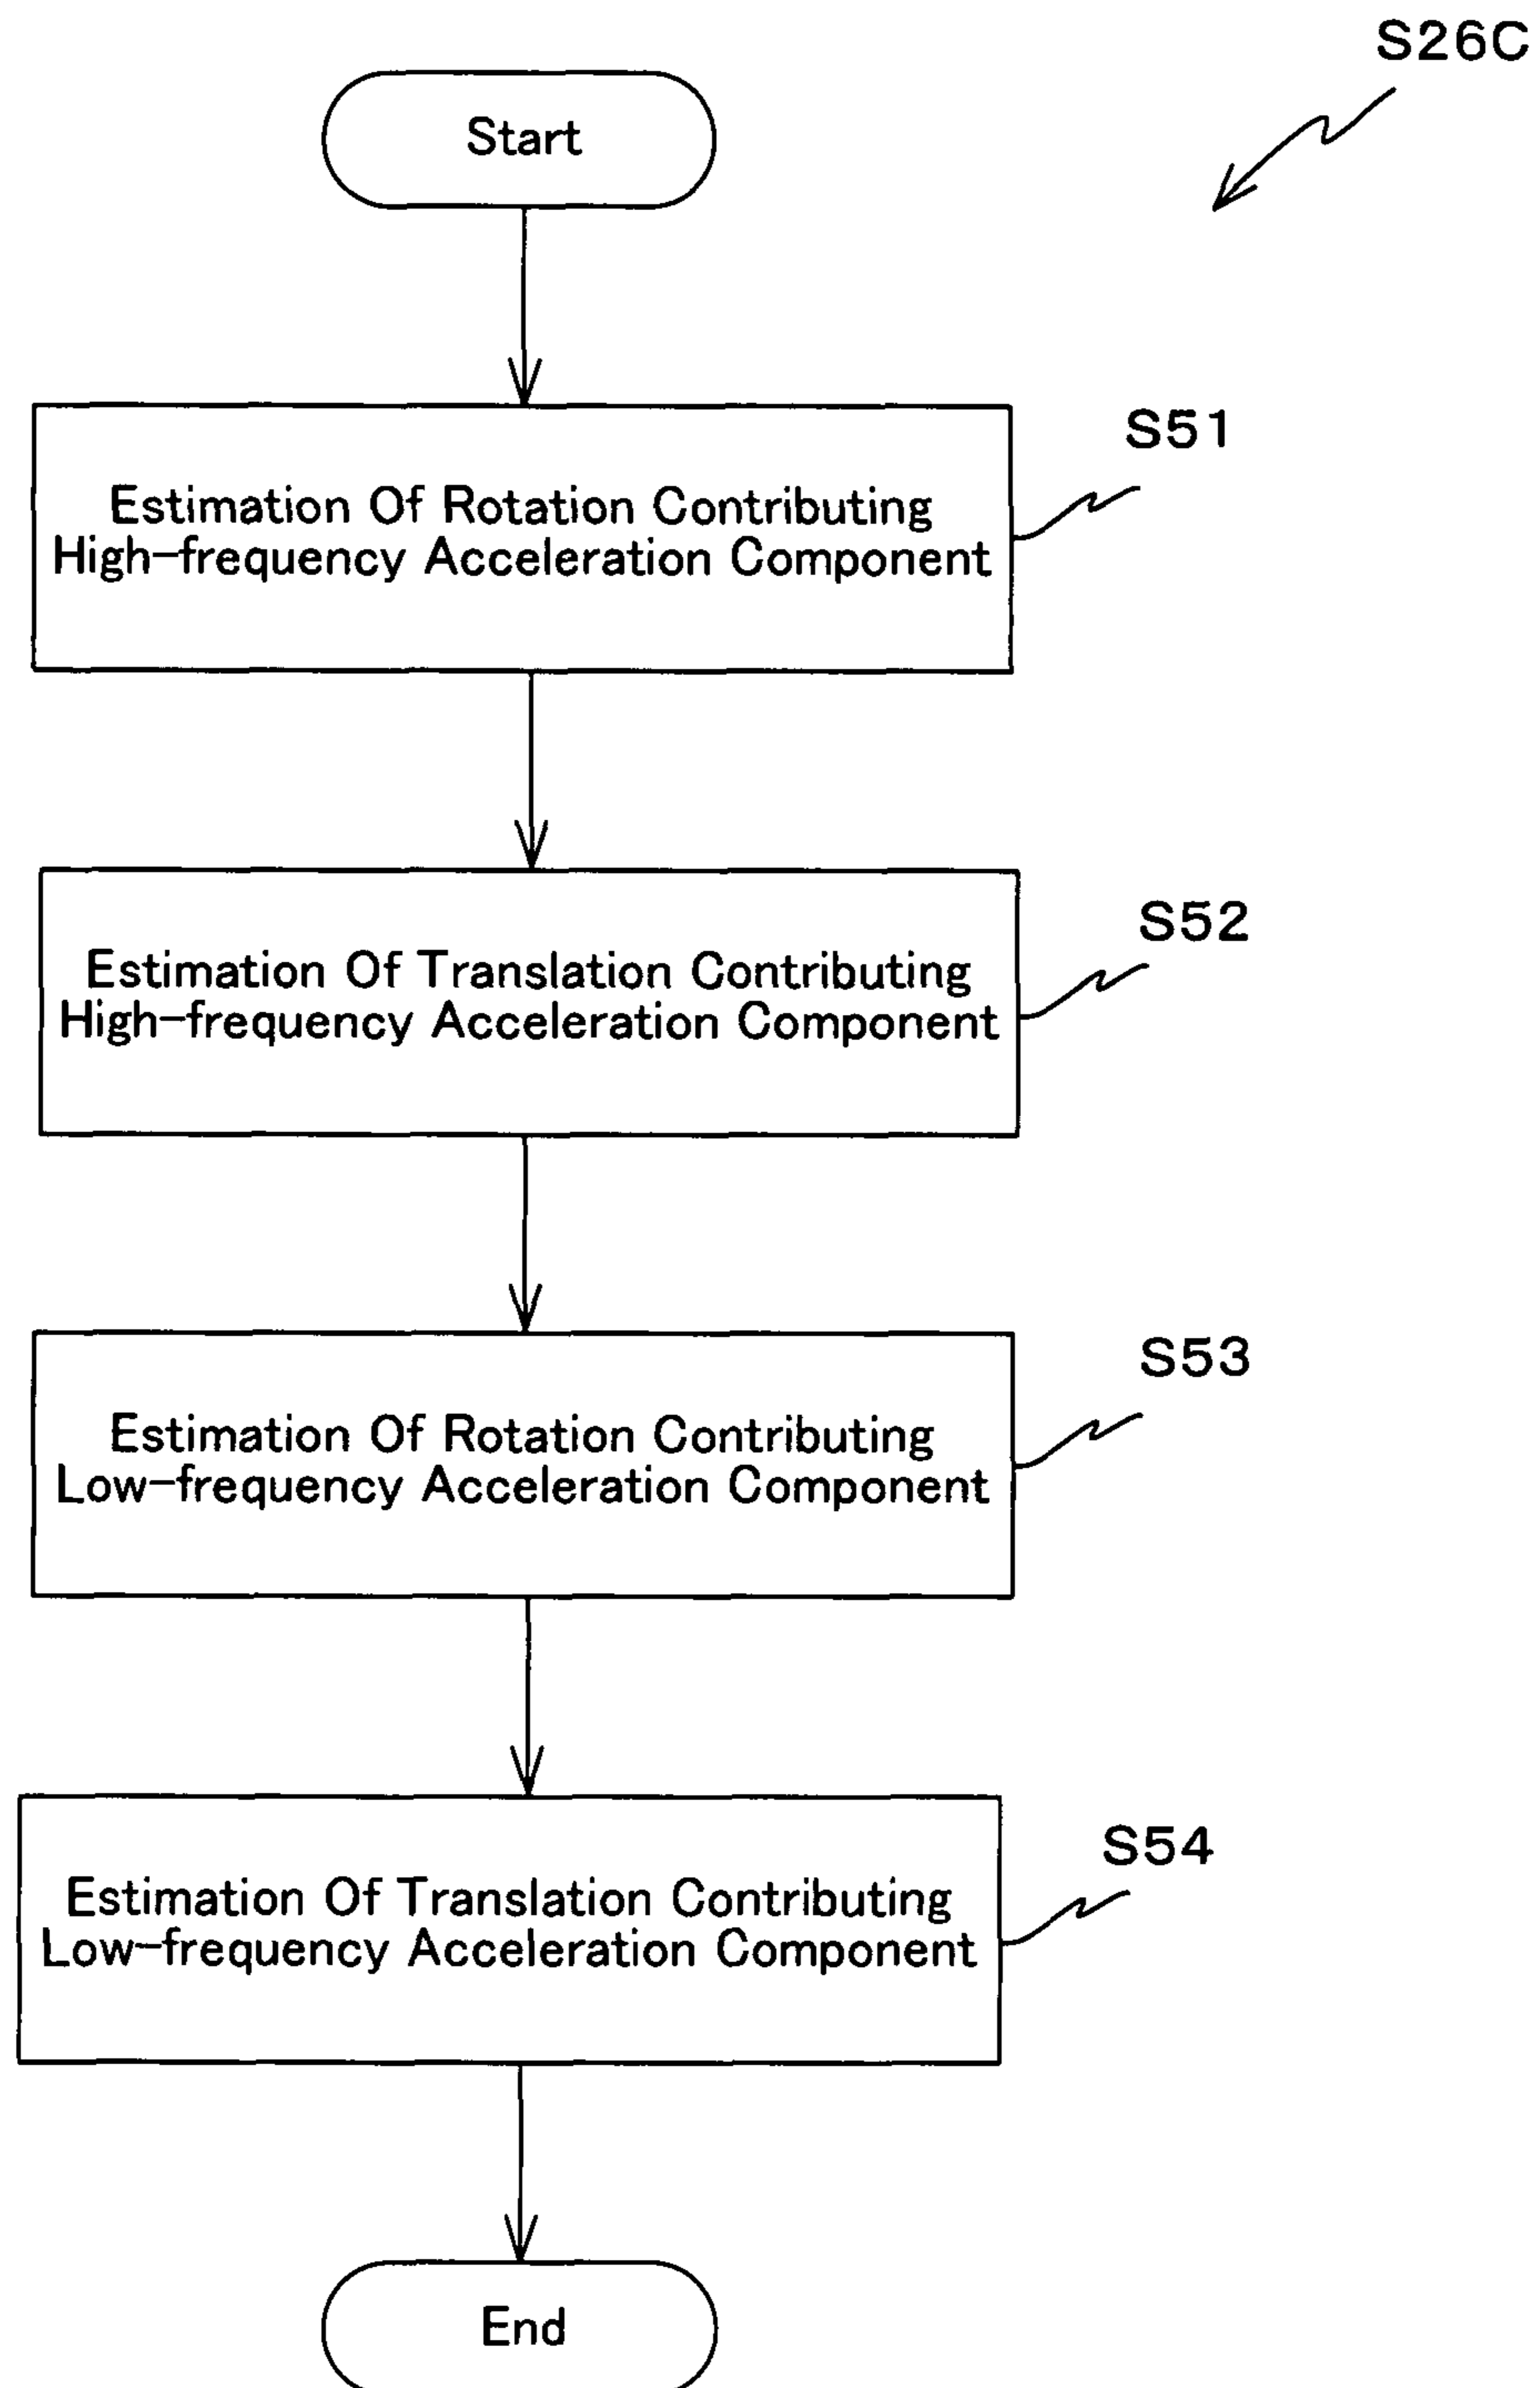 S26C
Start
S51
Estimation Of Rotation Contributing
High-frequency Acceleration Component
S52
Estimation Of Translation Contributing
High-frequency Acceleration Component
S53
Estimation Of Rotation Contributing
Low-frequency Acceleration Component
S54
Estimation Of Translation Contributing
Low-frequency Acceleration Component
End